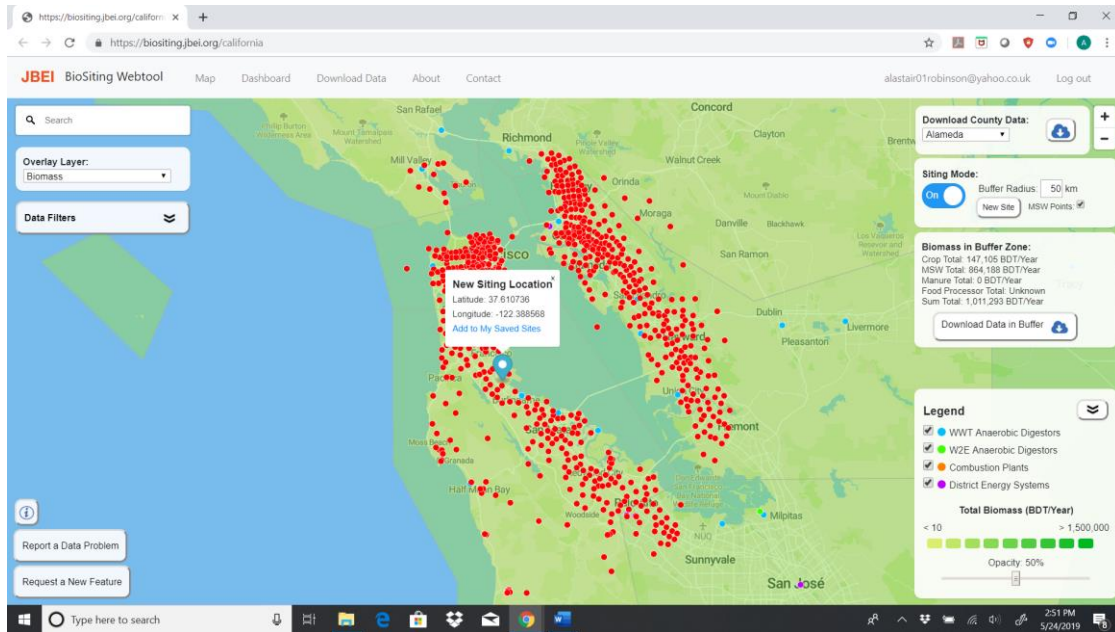 https://biositing.jbei.org/californ
https://biositing.jbei.org/california
JBEI BioSiting Webtool Map Dashboard Download Data About Contact alastair01robinson@yahoo.co.uk Log out
Search
Overlay Layer:
Biomass
Data Filters
San Rafael
Mount Tamalpais
Watershed
Mill Valley
Richmond
Concord
Clayton
Walnut Creek
Orinda
Moraga
Mount Diablo
Danville
Blackhawk
San Ramon
Dublin
Livermore
Pleasanton
New Siting Location
Latitude: 37.610736
Longitude: -122.388568
Add to My Saved Sites
Half Moon Bay
Woodside
Milpitas
NUQ
Sunnyvale
San José
Download County Data:
Alameda
+
−
Siting Mode:
On
Buffer Radius: 50 km
New Site MSW Points:
Biomass in Buffer Zone:
Crop Total: 147,105 BDT/Year
MSW Total: 864,188 BDT/Year
Manure Total: 0 BDT/Year
Food Processor Total: Unknown
Sum Total: 1,011,293 BDT/Year
Download Data in Buffer
Legend
WWT Anaerobic Digestors
W2E Anaerobic Digestors
Combustion Plants
District Energy Systems
Total Biomass (BDT/Year)
< 10 > 1,500,000
Opacity: 50%
Report a Data Problem
Request a New Feature
Type here to search
2:51 PM
5/24/2019